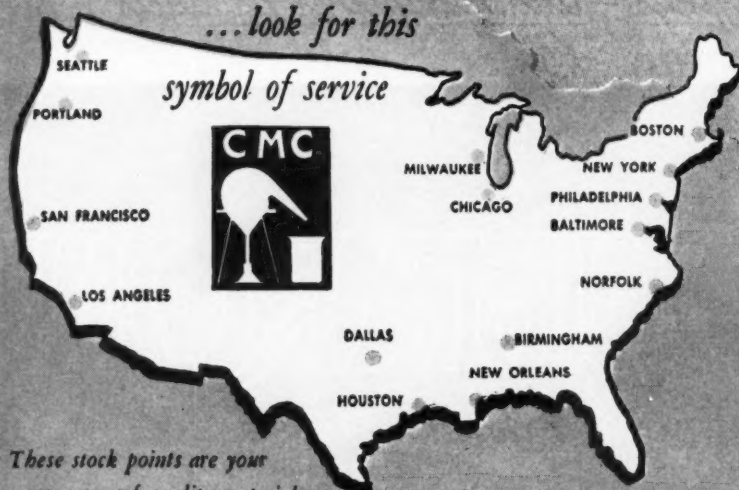 ...look for this
symbol of service
CMC
SEATTLE
PORTLAND
SAN FRANCISCO
LOS ANGELES
MILWAUKEE
CHICAGO
BOSTON
NEW YORK
PHILADELPHIA
BALTIMORE
NORFOLK
DALLAS
BIRMINGHAM
HOUSTON
NEW ORLEANS
These stock points are your